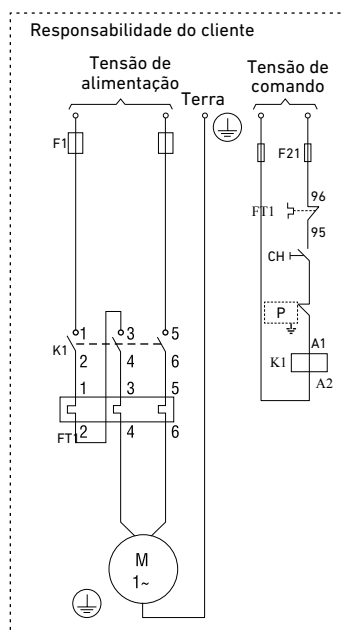 Responsabilidade do cliente
Tensão de
alimentação
Terra
Tensão de
comando
F1
F21
96
FT1
95
CH
P
1
3
5
K1
2
4
6
A1
K1
A2
1
3
5
FT1
2
4
6
M
1~